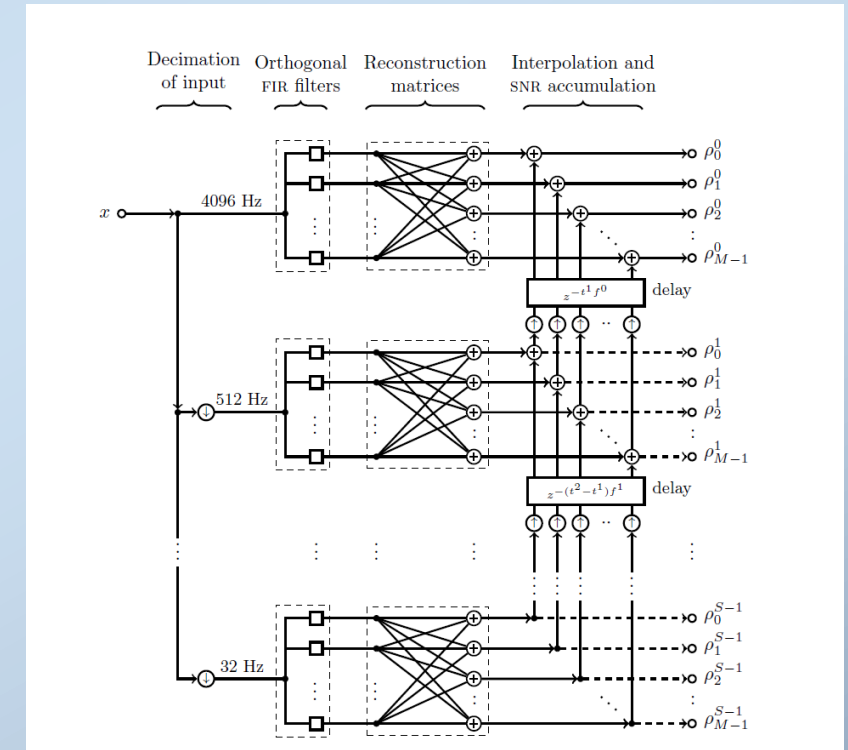 Decimation of input
Orthogonal FIR filters
Reconstruction matrices
Interpolation and SNR accumulation
x
4096 Hz
ρ_0^0
ρ_1^0
ρ_2^0
⋮
ρ_{M−1}^0
z^{−t^1 f^0}
delay
↑ ↑ ↑ ·· ↑
512 Hz
↓
ρ_0^1
ρ_1^1
ρ_2^1
⋮
ρ_{M−1}^1
z^{−(t^2−t^1)f^1}
delay
↑ ↑ ↑ ·· ↑
32 Hz
↓
ρ_0^{S−1}
ρ_1^{S−1}
ρ_2^{S−1}
⋮
ρ_{M−1}^{S−1}